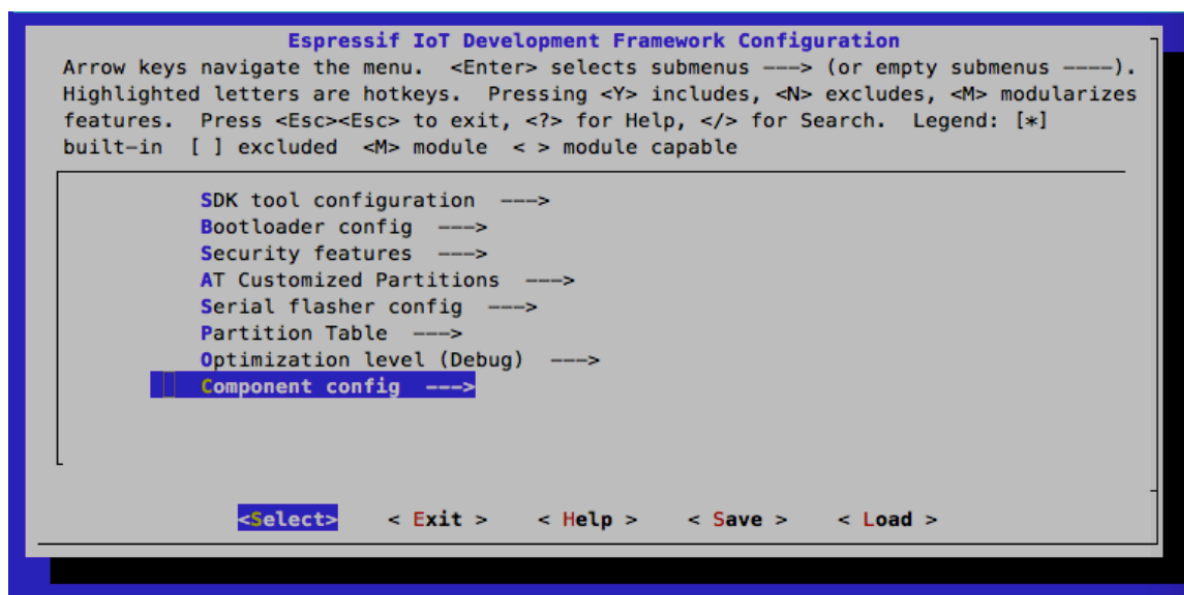 Espressif IoT Development Framework Configuration
Arrow keys navigate the menu.  <Enter> selects submenus ---> (or empty submenus ----).
Highlighted letters are hotkeys.  Pressing <Y> includes, <N> excludes, <M> modularizes
features.  Press <Esc><Esc> to exit, <?> for Help, </> for Search.  Legend: [*]
built-in  [ ] excluded  <M> module  < > module capable
SDK tool configuration  --->
Bootloader config  --->
Security features  --->
AT Customized Partitions  --->
Serial flasher config  --->
Partition Table  --->
Optimization level (Debug)  --->
Component config  --->
<Select>    < Exit >    < Help >    < Save >    < Load >